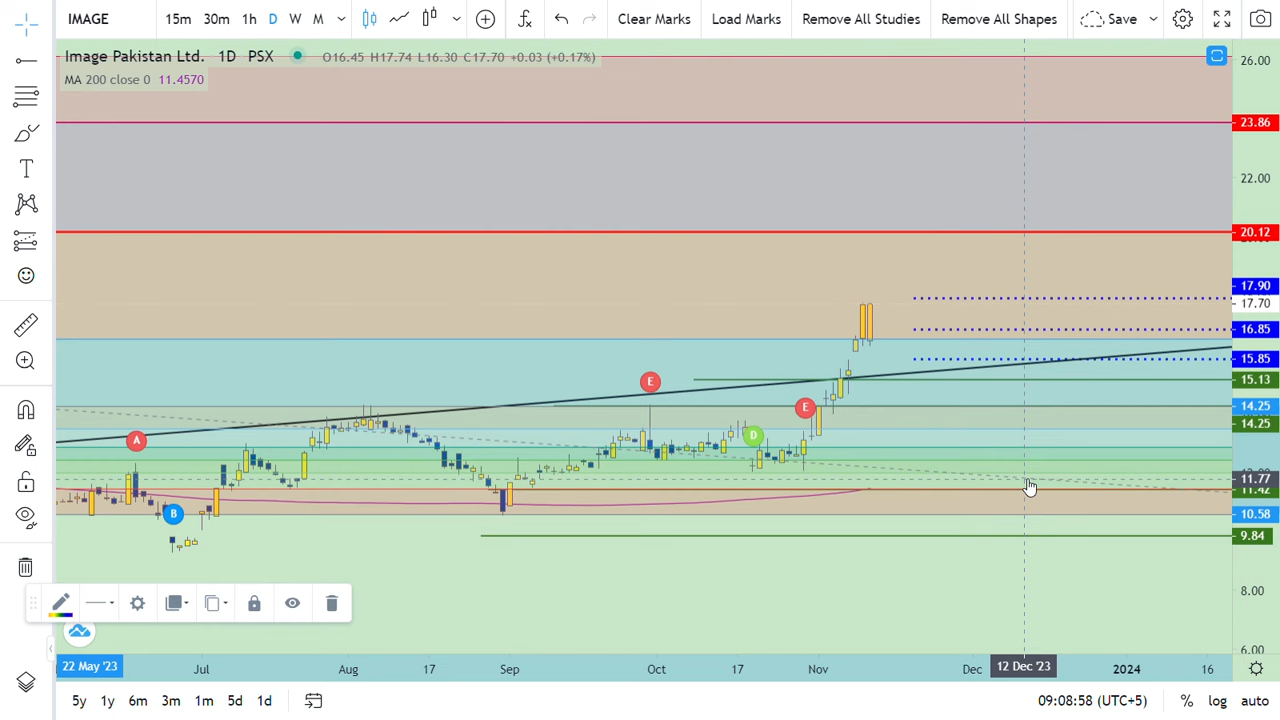 IMAGE 15m 30m 1h D W M Clear Marks Load Marks Remove All Studies Remove All Shapes Save
Image Pakistan Ltd. 1D PSX O16.45 H17.74 L16.30 C17.70 +0.03 (+0.17%)
MA 200 close 0 11.4570
26.00
23.86
22.00
20.12
17.90
17.70
16.85
15.85
15.13
14.25
14.25
11.77
11.42
10.58
9.84
8.00
6.00
E
E
D
A
B
22 May '23 Jul Aug 17 Sep Oct 17 Nov Dec 12 Dec '23 2024 16
5y 1y 6m 3m 1m 5d 1d 09:08:58 (UTC+5) % log auto